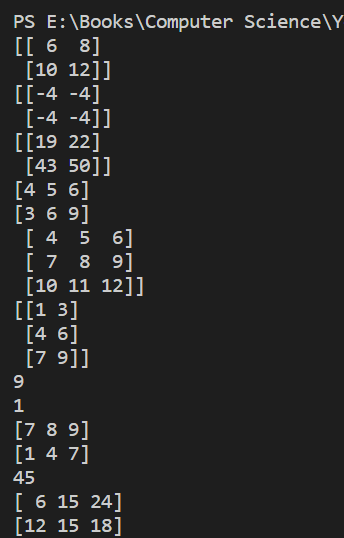 PS E:\Books\Computer Science\Y
[[ 6  8]
 [10 12]]
[[-4 -4]
 [-4 -4]]
[[19 22]
 [43 50]]
[4 5 6]
[3 6 9]
 [ 4  5  6]
 [ 7  8  9]
 [10 11 12]]
[[1 3]
 [4 6]
 [7 9]]
9
1
[7 8 9]
[1 4 7]
45
[ 6 15 24]
[12 15 18]